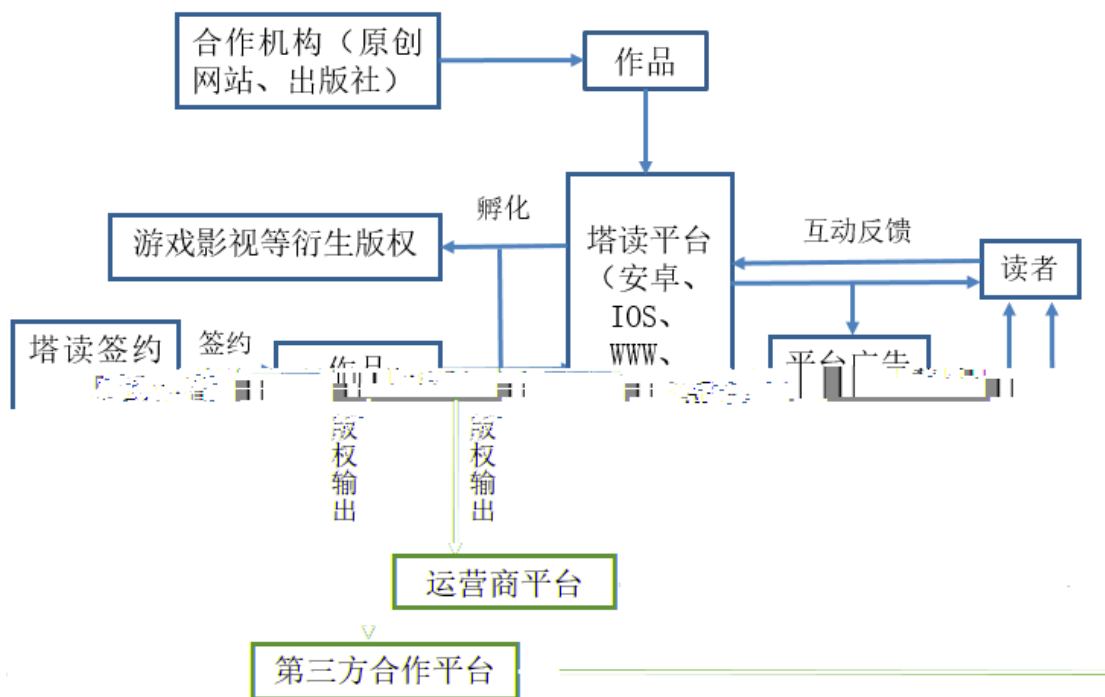 合作机构（原创
网站、出版社）
作品
孵化
游戏影视等衍生版权
塔读平台
（安卓、
IOS、
WWW、
互动反馈
读者
塔读签约
签约
作品
平台广告
版权输出
版权输出
运营商平台
第三方合作平台